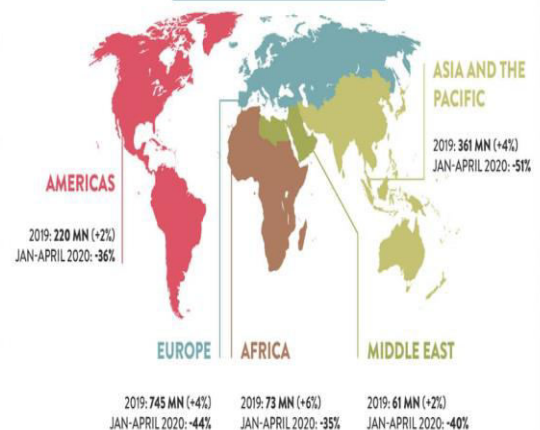 ASIA AND THE
PACIFIC
2019: 361 MN (+4%)
JAN-APRIL 2020: -51%
AMERICAS
2019: 220 MN (+2%)
JAN-APRIL 2020: -36%
EUROPE
2019: 745 MN (+4%)
JAN-APRIL 2020: -44%
AFRICA
2019: 73 MN (+6%)
JAN-APRIL 2020: -35%
MIDDLE EAST
2019: 61 MN (+2%)
JAN-APRIL 2020: -40%